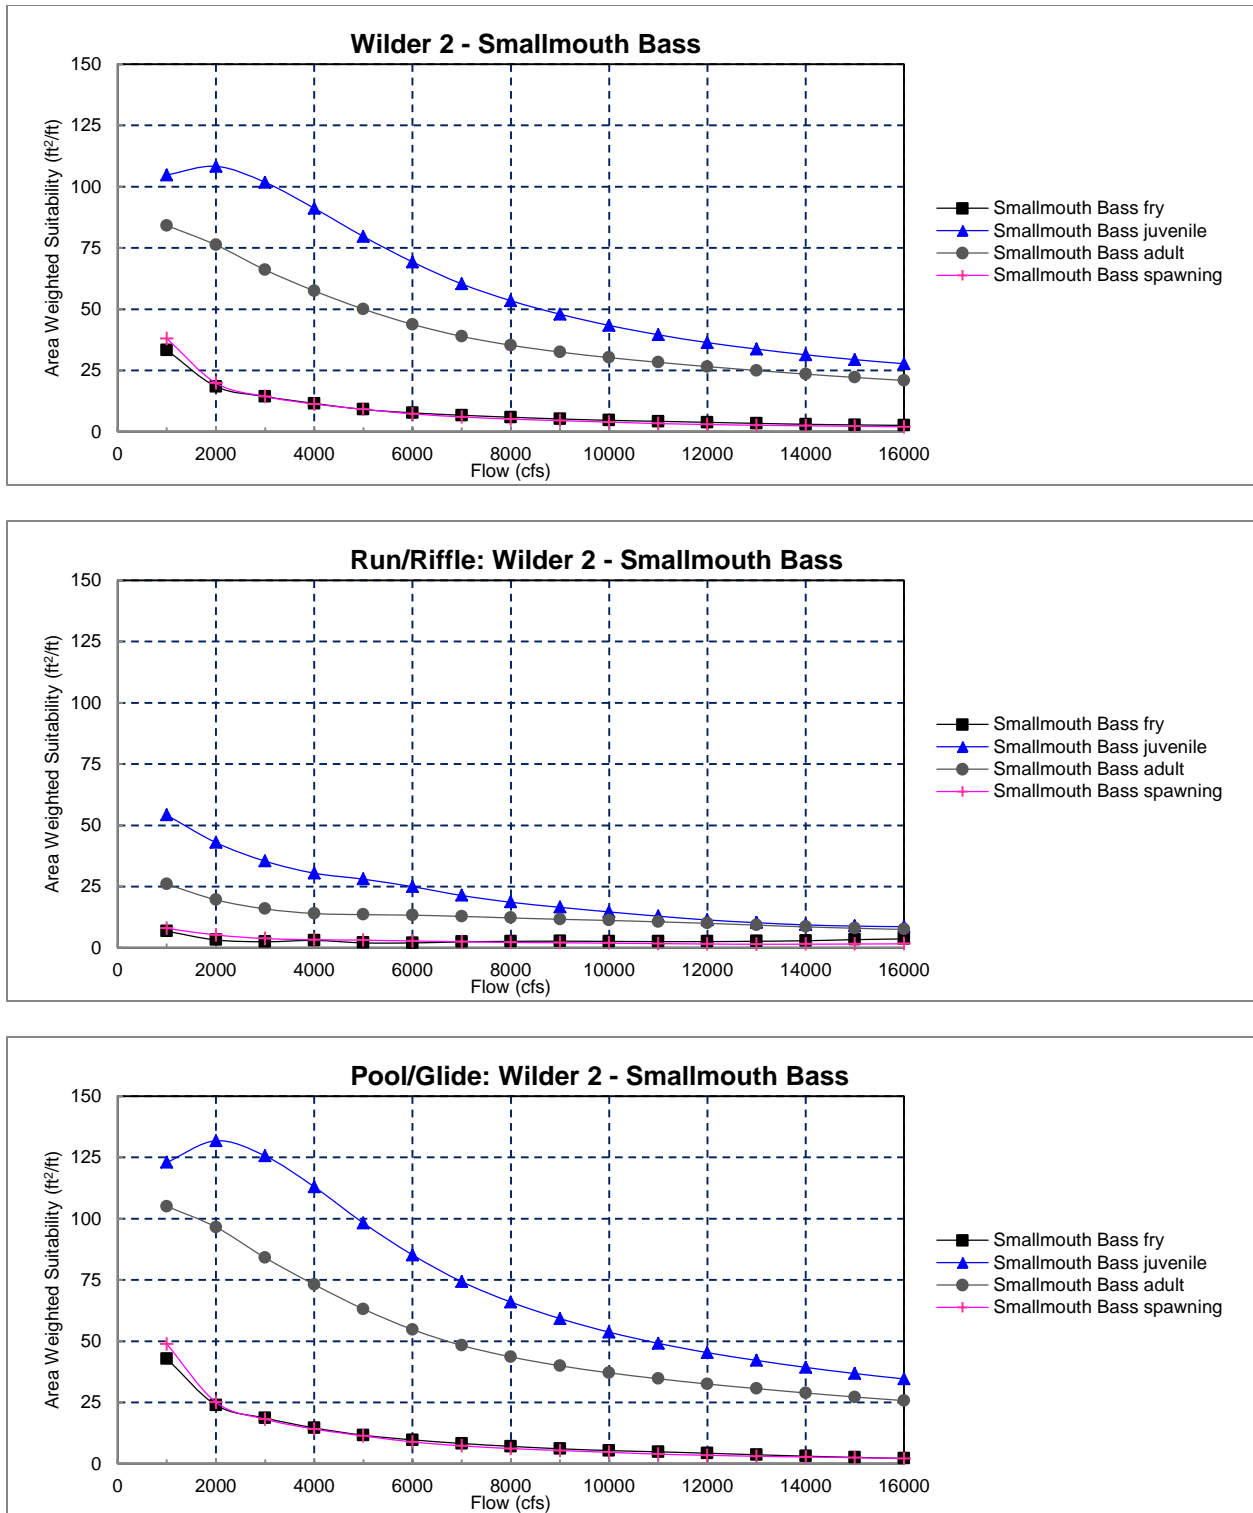 Wilder 2 - Smallmouth Bass
150
125
100
75
50
25
0
Area Weighted Suitability (ft²/ft)
0 2000 4000 6000 8000 10000 12000 14000 16000
Flow (cfs)
Smallmouth Bass fry
Smallmouth Bass juvenile
Smallmouth Bass adult
Smallmouth Bass spawning
Run/Riffle: Wilder 2 - Smallmouth Bass
150
125
100
75
50
25
0
Area Weighted Suitability (ft²/ft)
0 2000 4000 6000 8000 10000 12000 14000 16000
Flow (cfs)
Smallmouth Bass fry
Smallmouth Bass juvenile
Smallmouth Bass adult
Smallmouth Bass spawning
Pool/Glide: Wilder 2 - Smallmouth Bass
150
125
100
75
50
25
0
Area Weighted Suitability (ft²/ft)
0 2000 4000 6000 8000 10000 12000 14000 16000
Flow (cfs)
Smallmouth Bass fry
Smallmouth Bass juvenile
Smallmouth Bass adult
Smallmouth Bass spawning